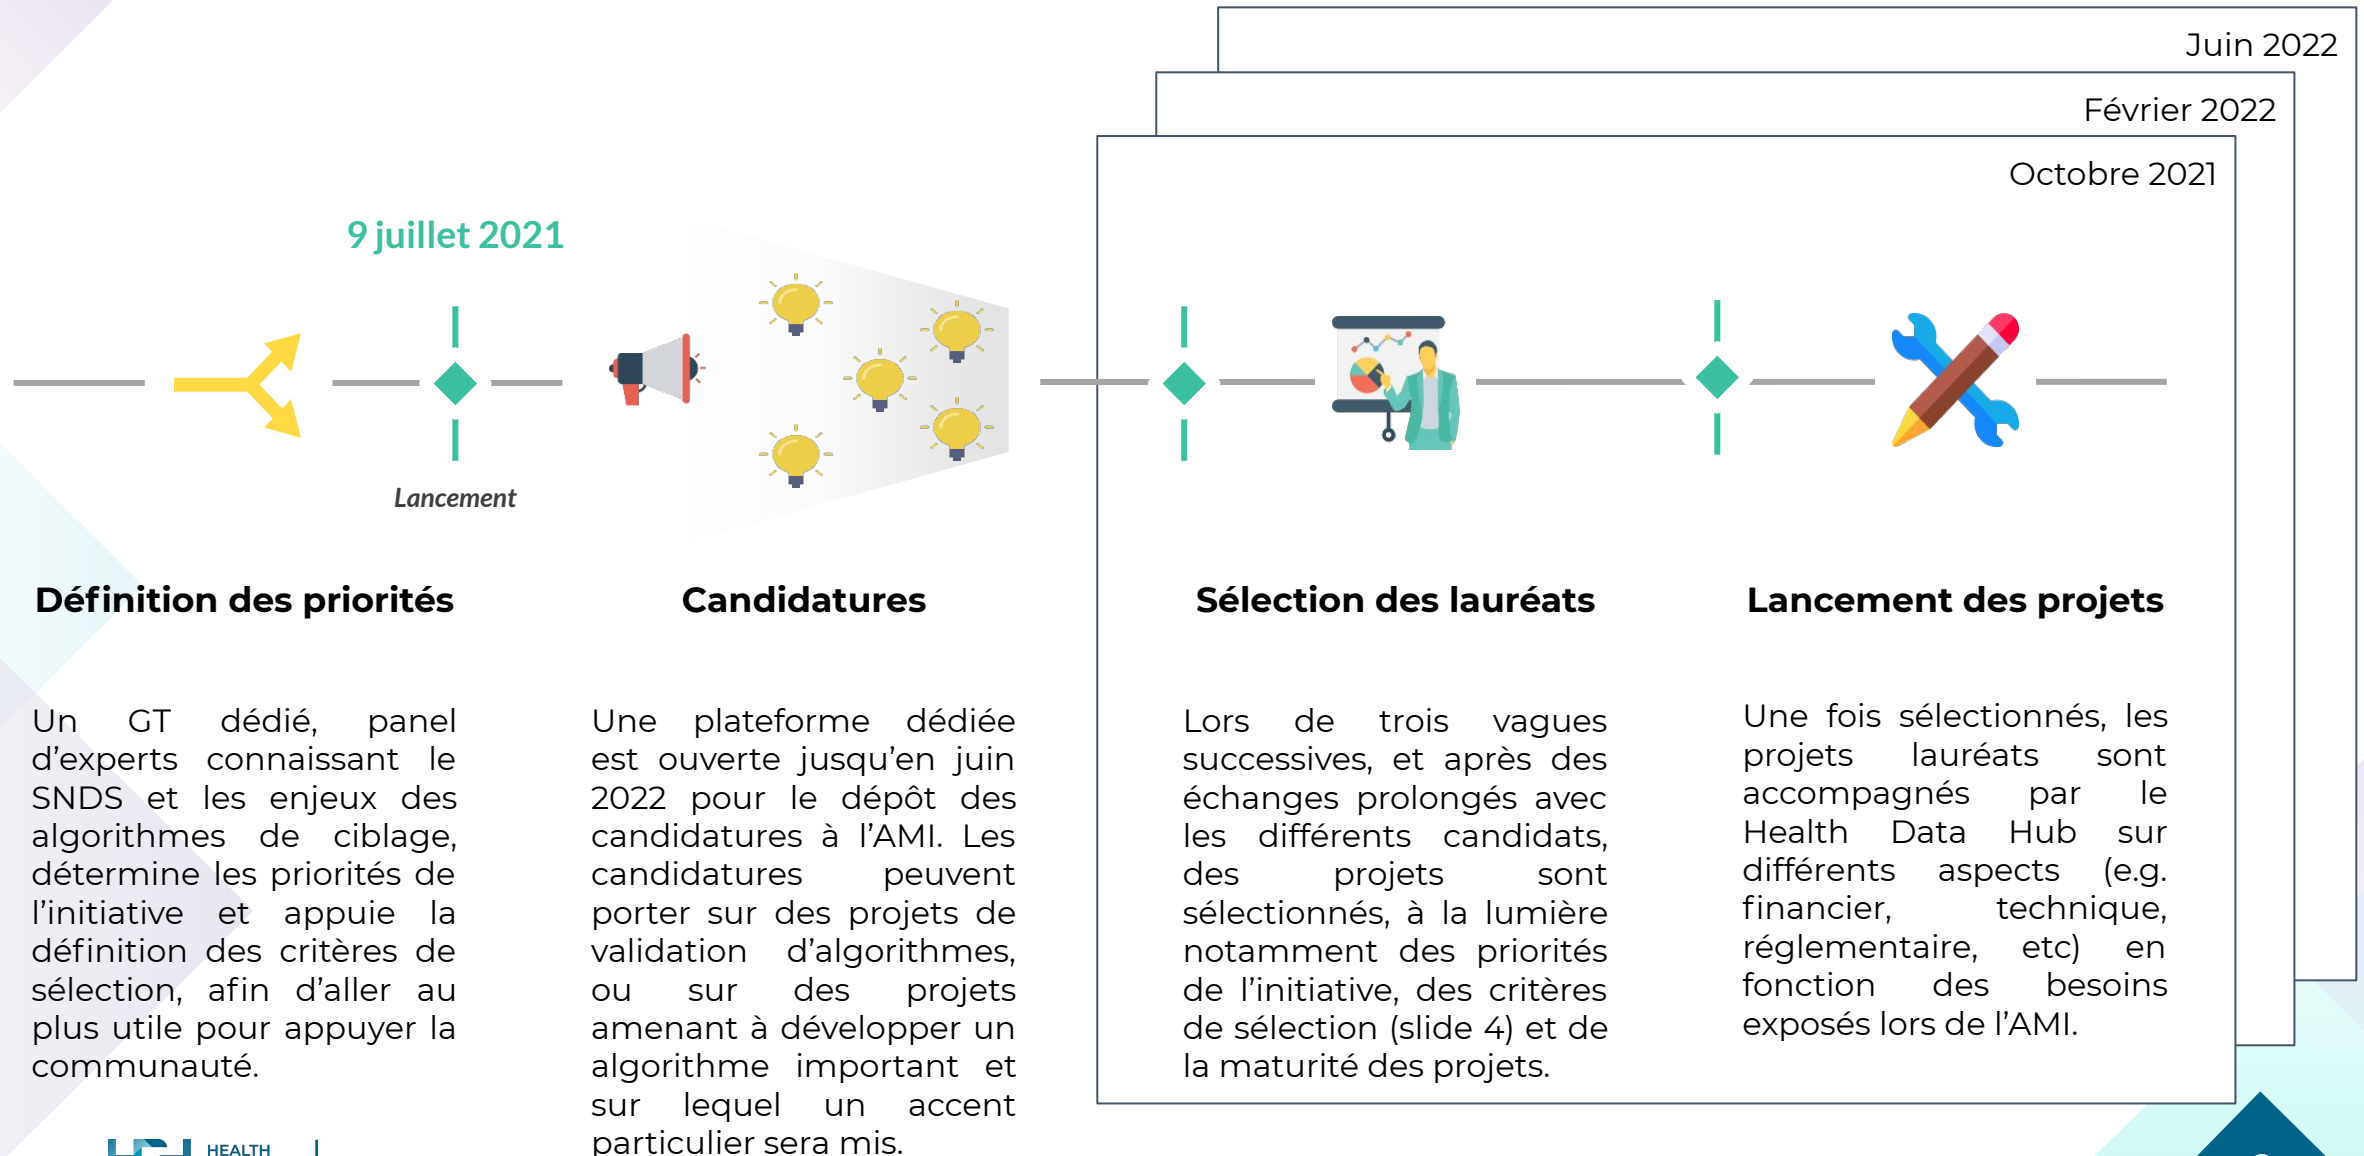 Juin 2022
Février 2022
Octobre 2021
9 juillet 2021
Lancement
Définition des priorités
Un GT dédié, panel
d’experts connaissant le
SNDS et les enjeux des
algorithmes de ciblage,
détermine les priorités de
l’initiative et appuie la
définition des critères de
sélection, afin d’aller au
plus utile pour appuyer la
communauté.
Candidatures
Une plateforme dédiée
est ouverte jusqu’en juin
2022 pour le dépôt des
candidatures à l’AMI. Les
candidatures peuvent
porter sur des projets de
validation d’algorithmes,
ou sur des projets
amenant à développer un
algorithme important et
sur lequel un accent
particulier sera mis.
Sélection des lauréats
Lors de trois vagues
successives, et après des
échanges prolongés avec
les différents candidats,
des projets sont
sélectionnés, à la lumière
notamment des priorités
de l’initiative, des critères
de sélection (slide 4) et de
la maturité des projets.
Lancement des projets
Une fois sélectionnés, les
projets lauréats sont
accompagnés par le
Health Data Hub sur
différents aspects (e.g.
financier, technique,
réglementaire, etc) en
fonction des besoins
exposés lors de l’AMI.
HEALTH